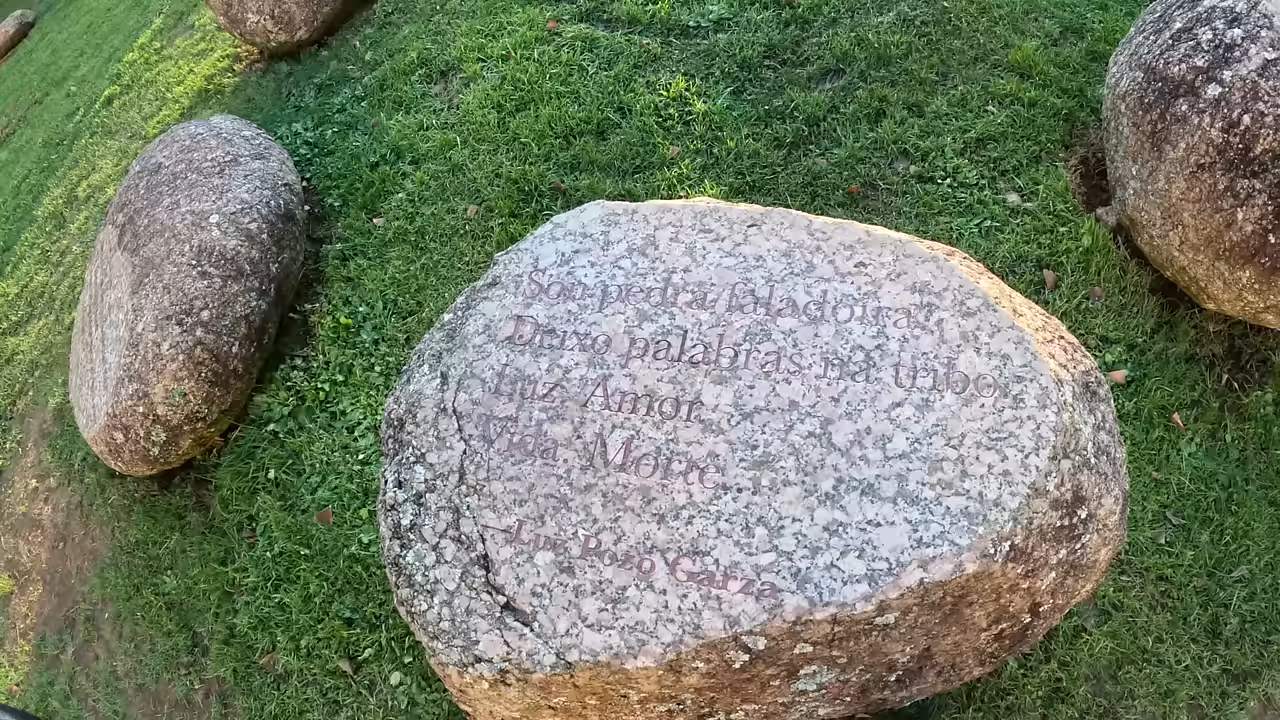 Son pedra faladoira.
Deixo palabras na tribo
Luz Amor
Vida Morte
Luz Pozo Garza